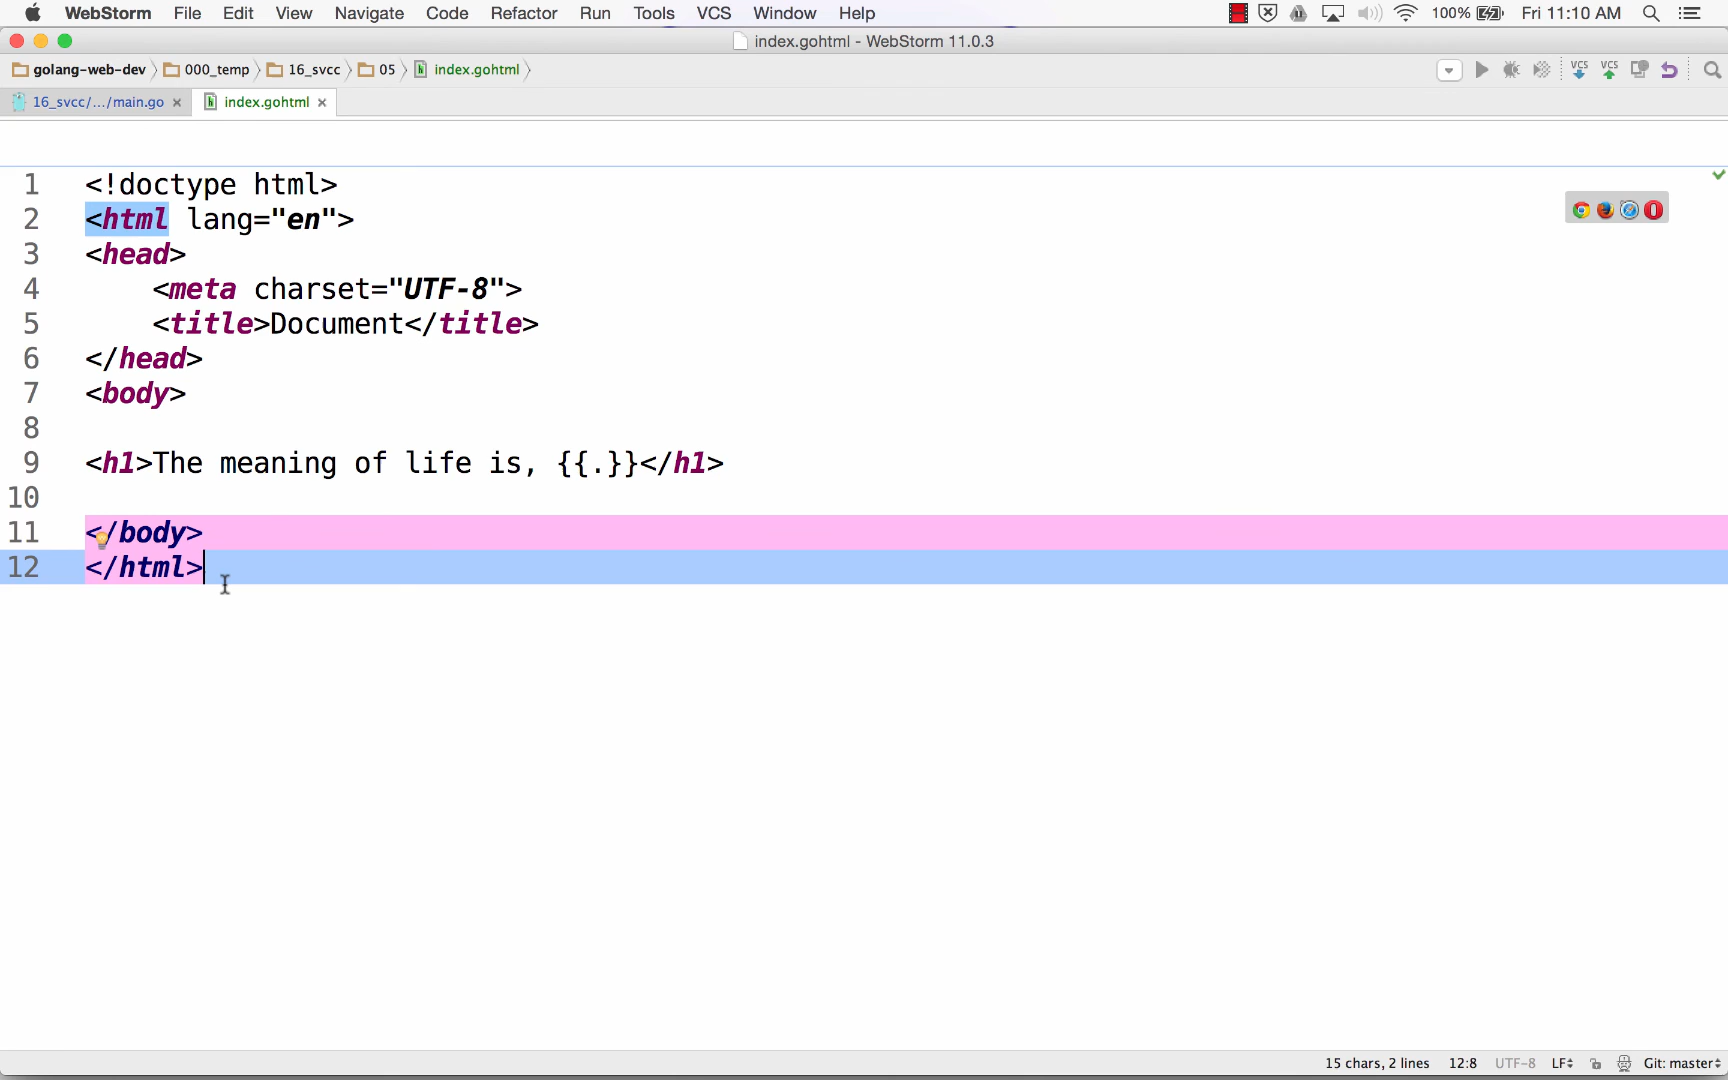 WebStorm File Edit View Navigate Code Refactor Run Tools VCS Window Help 100% Fri 11:10 AM
index.gohtml - WebStorm 11.0.3
golang-web-dev 000_temp 16_svcc 05 index.gohtml VCS VCS
16_svcc/.../main.go index.gohtml
1 <!doctype html>
2 <html lang="en">
3 <head>
4 <meta charset="UTF-8">
5 <title>Document</title>
6 </head>
7 <body>
8
9 <h1>The meaning of life is, {{.}}</h1>
10
11 </body>
12 </html>
15 chars, 2 lines 12:8 UTF-8 LF Git: master